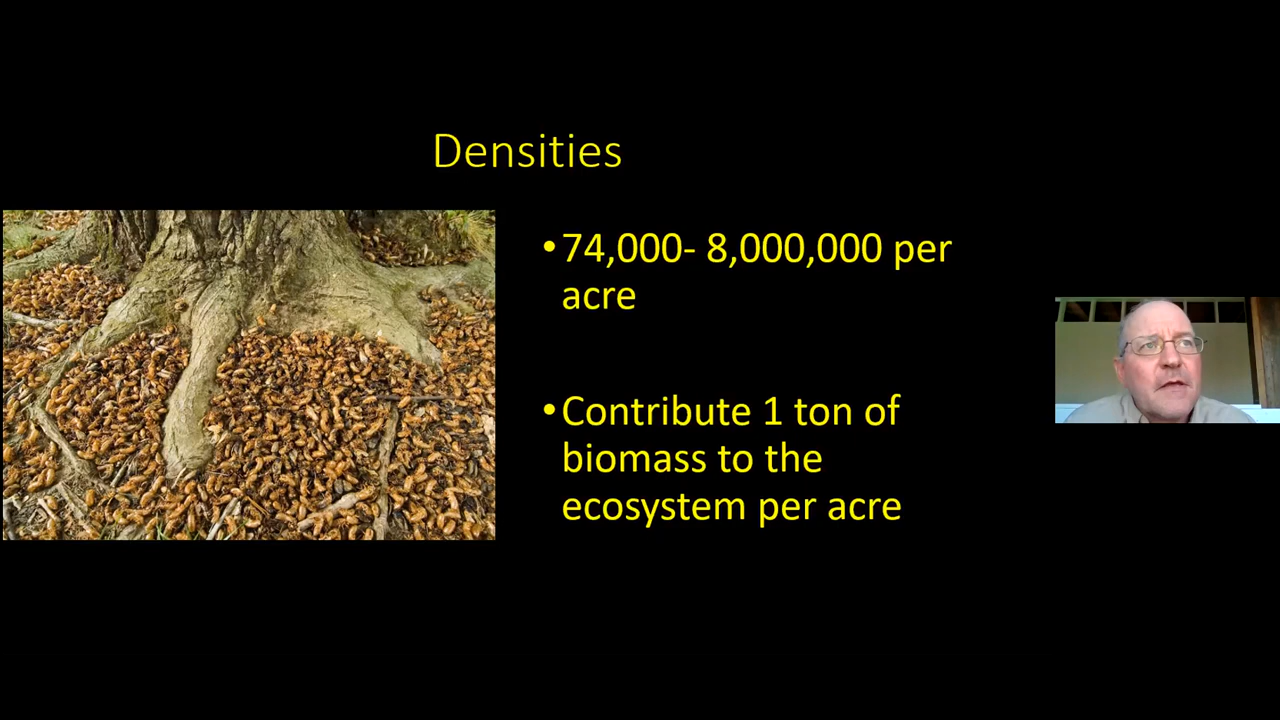 Densities
•74,000- 8,000,000 per
acre
•Contribute 1 ton of
biomass to the
ecosystem per acre